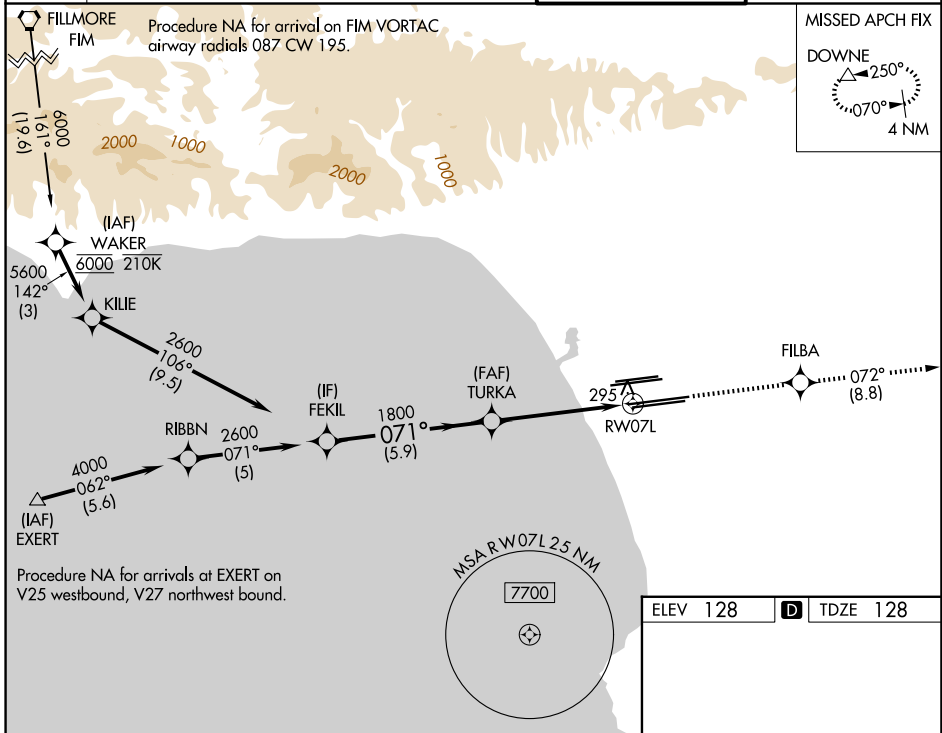 FILLMORE
FIM
Procedure NA for arrival on FIM VORTAC
airway radials 087 CW 195.
MISSED APCH FIX
DOWNE
250°
070°
4 NM
6000
161°
(19.6)
2000
1000
2000
1000
(IAF)
WAKER
6000 210K
5600
142°
(3)
KILIE
2600
106°
(9.5)
(IF)
FEKIL
(FAF)
TURKA
1800
071°
(5.9)
RIBBN
2600
071°
(5)
4000
062°
(5.6)
(IAF)
EXERT
295
RW07L
FILBA
072°
(8.8)
Procedure NA for arrivals at EXERT on
V25 westbound, V27 northwest bound.
MSA RW07L 25 NM
7700
ELEV 128 D TDZE 128